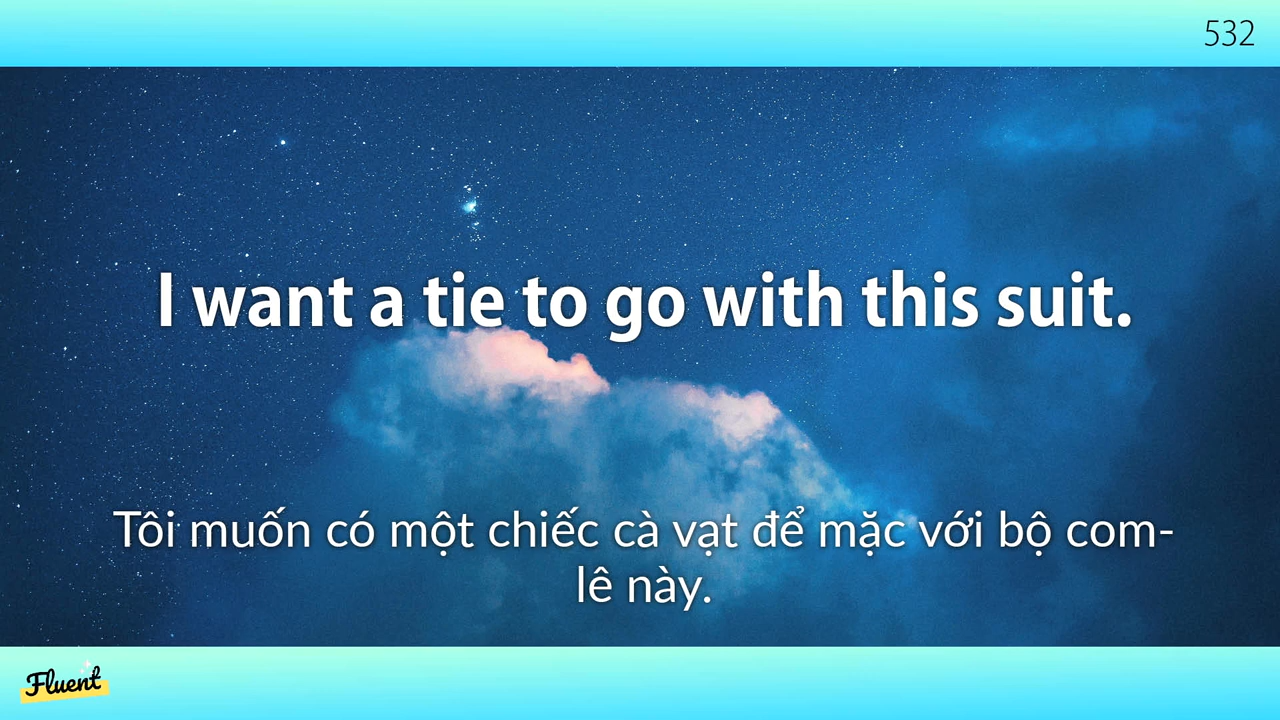 532
I want a tie to go with this suit.
Tôi muốn có một chiếc cà vạt để mặc với bộ com-
lê này.
Fluent